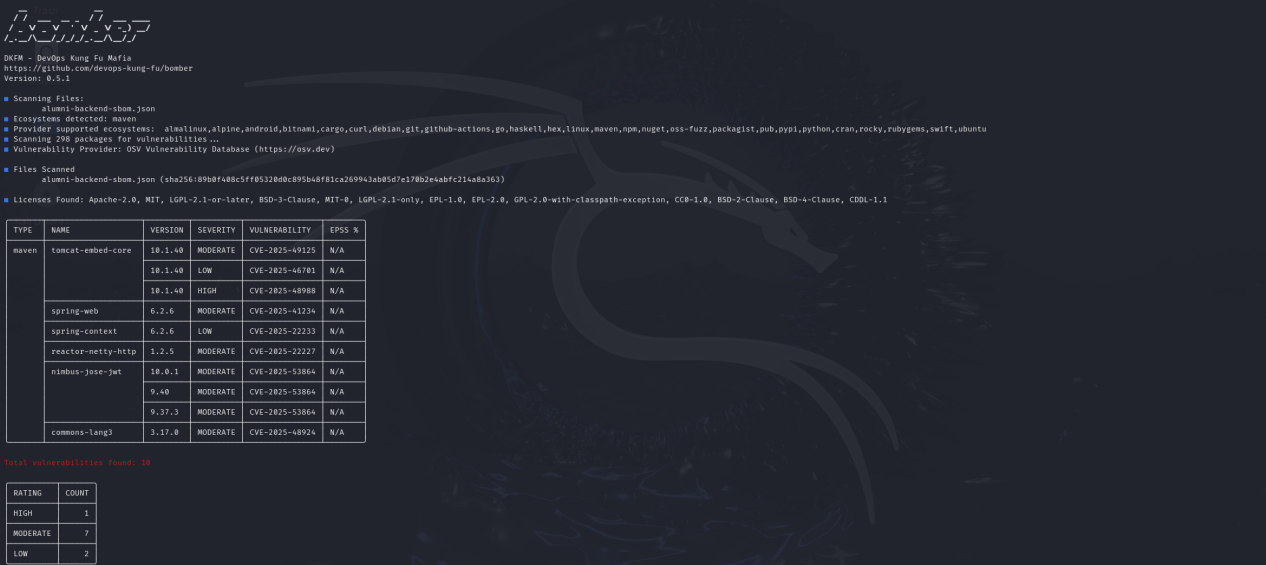 DKFM - DevOps Kung Fu Mafia
https://github.com/devops-kung-fu/bomber
Version: 0.5.1
■ Scanning Files:
alumni-backend-sbom.json
■ Ecosystems detected: maven
■ Provider supported ecosystems: almalinux,alpine,android,bitnami,cargo,curl,debian,git,github-actions,go,haskell,hex,linux,maven,npm,nuget,oss-fuzz,packagist,pub,pypi,python,cran,rocky,rubygems,swift,ubuntu
■ Scanning 298 packages for vulnerabilities...
■ Vulnerability Provider: OSV Vulnerability Database (https://osv.dev)
■ Files Scanned
alumni-backend-sbom.json (sha256:89b0f408c5ff05320d0c895b48f81ca269943ab05d7e170b2e4abfc214a8a363)
■ Licenses Found: Apache-2.0, MIT, LGPL-2.1-or-later, BSD-3-Clause, MIT-0, LGPL-2.1-only, EPL-1.0, EPL-2.0, GPL-2.0-with-classpath-exception, CC0-1.0, BSD-2-Clause, BSD-4-Clause, CDDL-1.1
TYPE NAME VERSION SEVERITY VULNERABILITY EPSS %
maven tomcat-embed-core 10.1.40 MODERATE CVE-2025-49125 N/A
10.1.40 LOW CVE-2025-46701 N/A
10.1.40 HIGH CVE-2025-48988 N/A
spring-web 6.2.6 MODERATE CVE-2025-41234 N/A
spring-context 6.2.6 LOW CVE-2025-22233 N/A
reactor-netty-http 1.2.5 MODERATE CVE-2025-22227 N/A
nimbus-jose-jwt 10.0.1 MODERATE CVE-2025-53864 N/A
9.40 MODERATE CVE-2025-53864 N/A
9.37.3 MODERATE CVE-2025-53864 N/A
commons-lang3 3.17.0 MODERATE CVE-2025-48924 N/A
Total vulnerabilities found: 10
RATING COUNT
HIGH 1
MODERATE 7
LOW 2